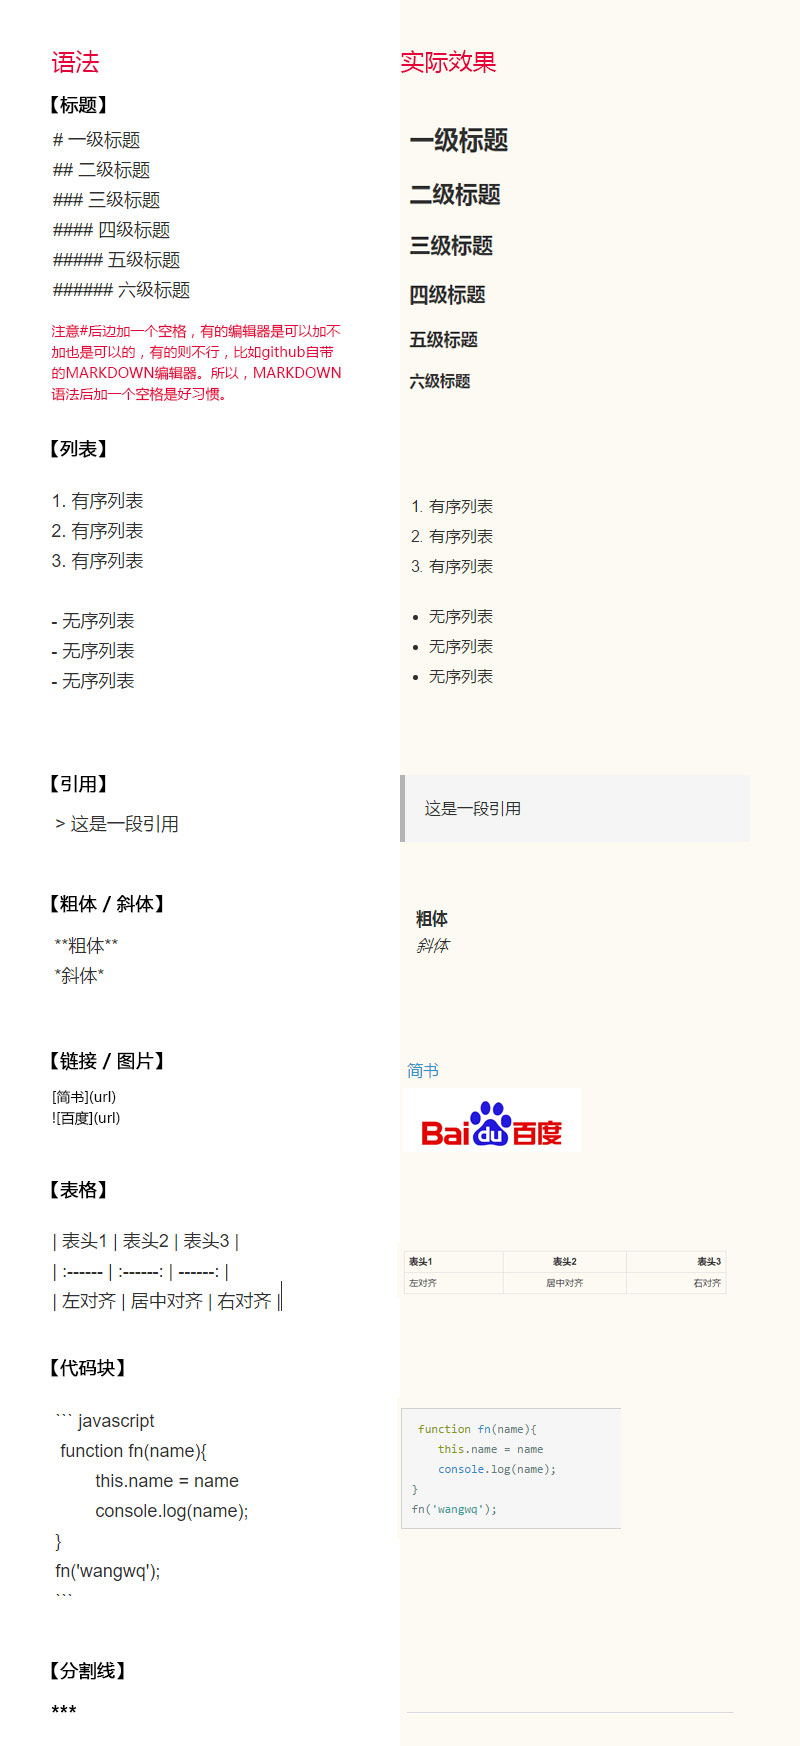 语法
实际效果
【标题】
# 一级标题
## 二级标题
### 三级标题
#### 四级标题
##### 五级标题
###### 六级标题
一级标题
二级标题
三级标题
四级标题
五级标题
六级标题
注意#后边加一个空格，有的编辑器是可以加不
加也是可以的，有的则不行，比如github自带
的MARKDOWN编辑器。所以，MARKDOWN
语法后加一个空格是好习惯。
【列表】
1. 有序列表
2. 有序列表
3. 有序列表
- 无序列表
- 无序列表
- 无序列表
1. 有序列表
2. 有序列表
3. 有序列表
• 无序列表
• 无序列表
• 无序列表
【引用】
> 这是一段引用
这是一段引用
【粗体 / 斜体】
**粗体**
*斜体*
粗体
斜体
【链接 / 图片】
[简书](url)
![百度](url)
简书
Bai du 百度
【表格】
| 表头1 | 表头2 | 表头3 |
| :------ | :------: | ------: |
| 左对齐 | 居中对齐 | 右对齐 |
表头1 表头2 表头3
左对齐 居中对齐 右对齐
【代码块】
``` javascript
function fn(name){
this.name = name
console.log(name);
}
fn('wangwq');
```
function fn(name){
this.name = name
console.log(name);
}
fn('wangwq');
【分割线】
***